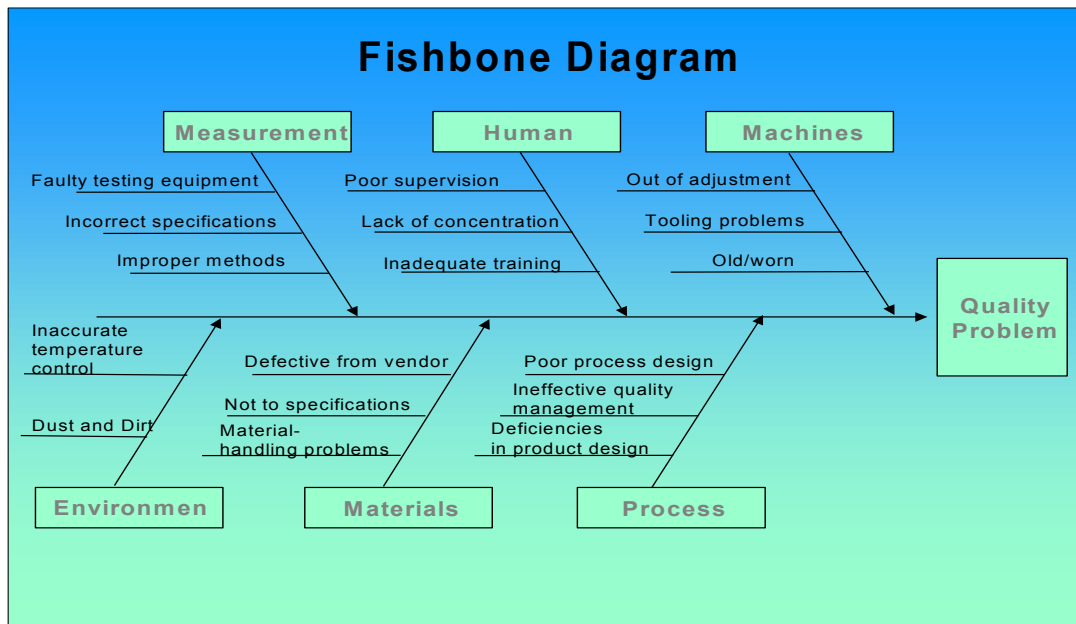 Fishbone Diagram
Measurement
Human
Machines
Faulty testing equipment
Poor supervision
Out of adjustment
Incorrect specifications
Lack of concentration
Tooling problems
Improper methods
Inadequate training
Old/worn
Quality
Problem
Inaccurate
temperature
control
Defective from vendor
Poor process design
Not to specifications
Ineffective quality
management
Dust and Dirt
Material-
handling problems
Deficiencies
in product design
Environmen
Materials
Process